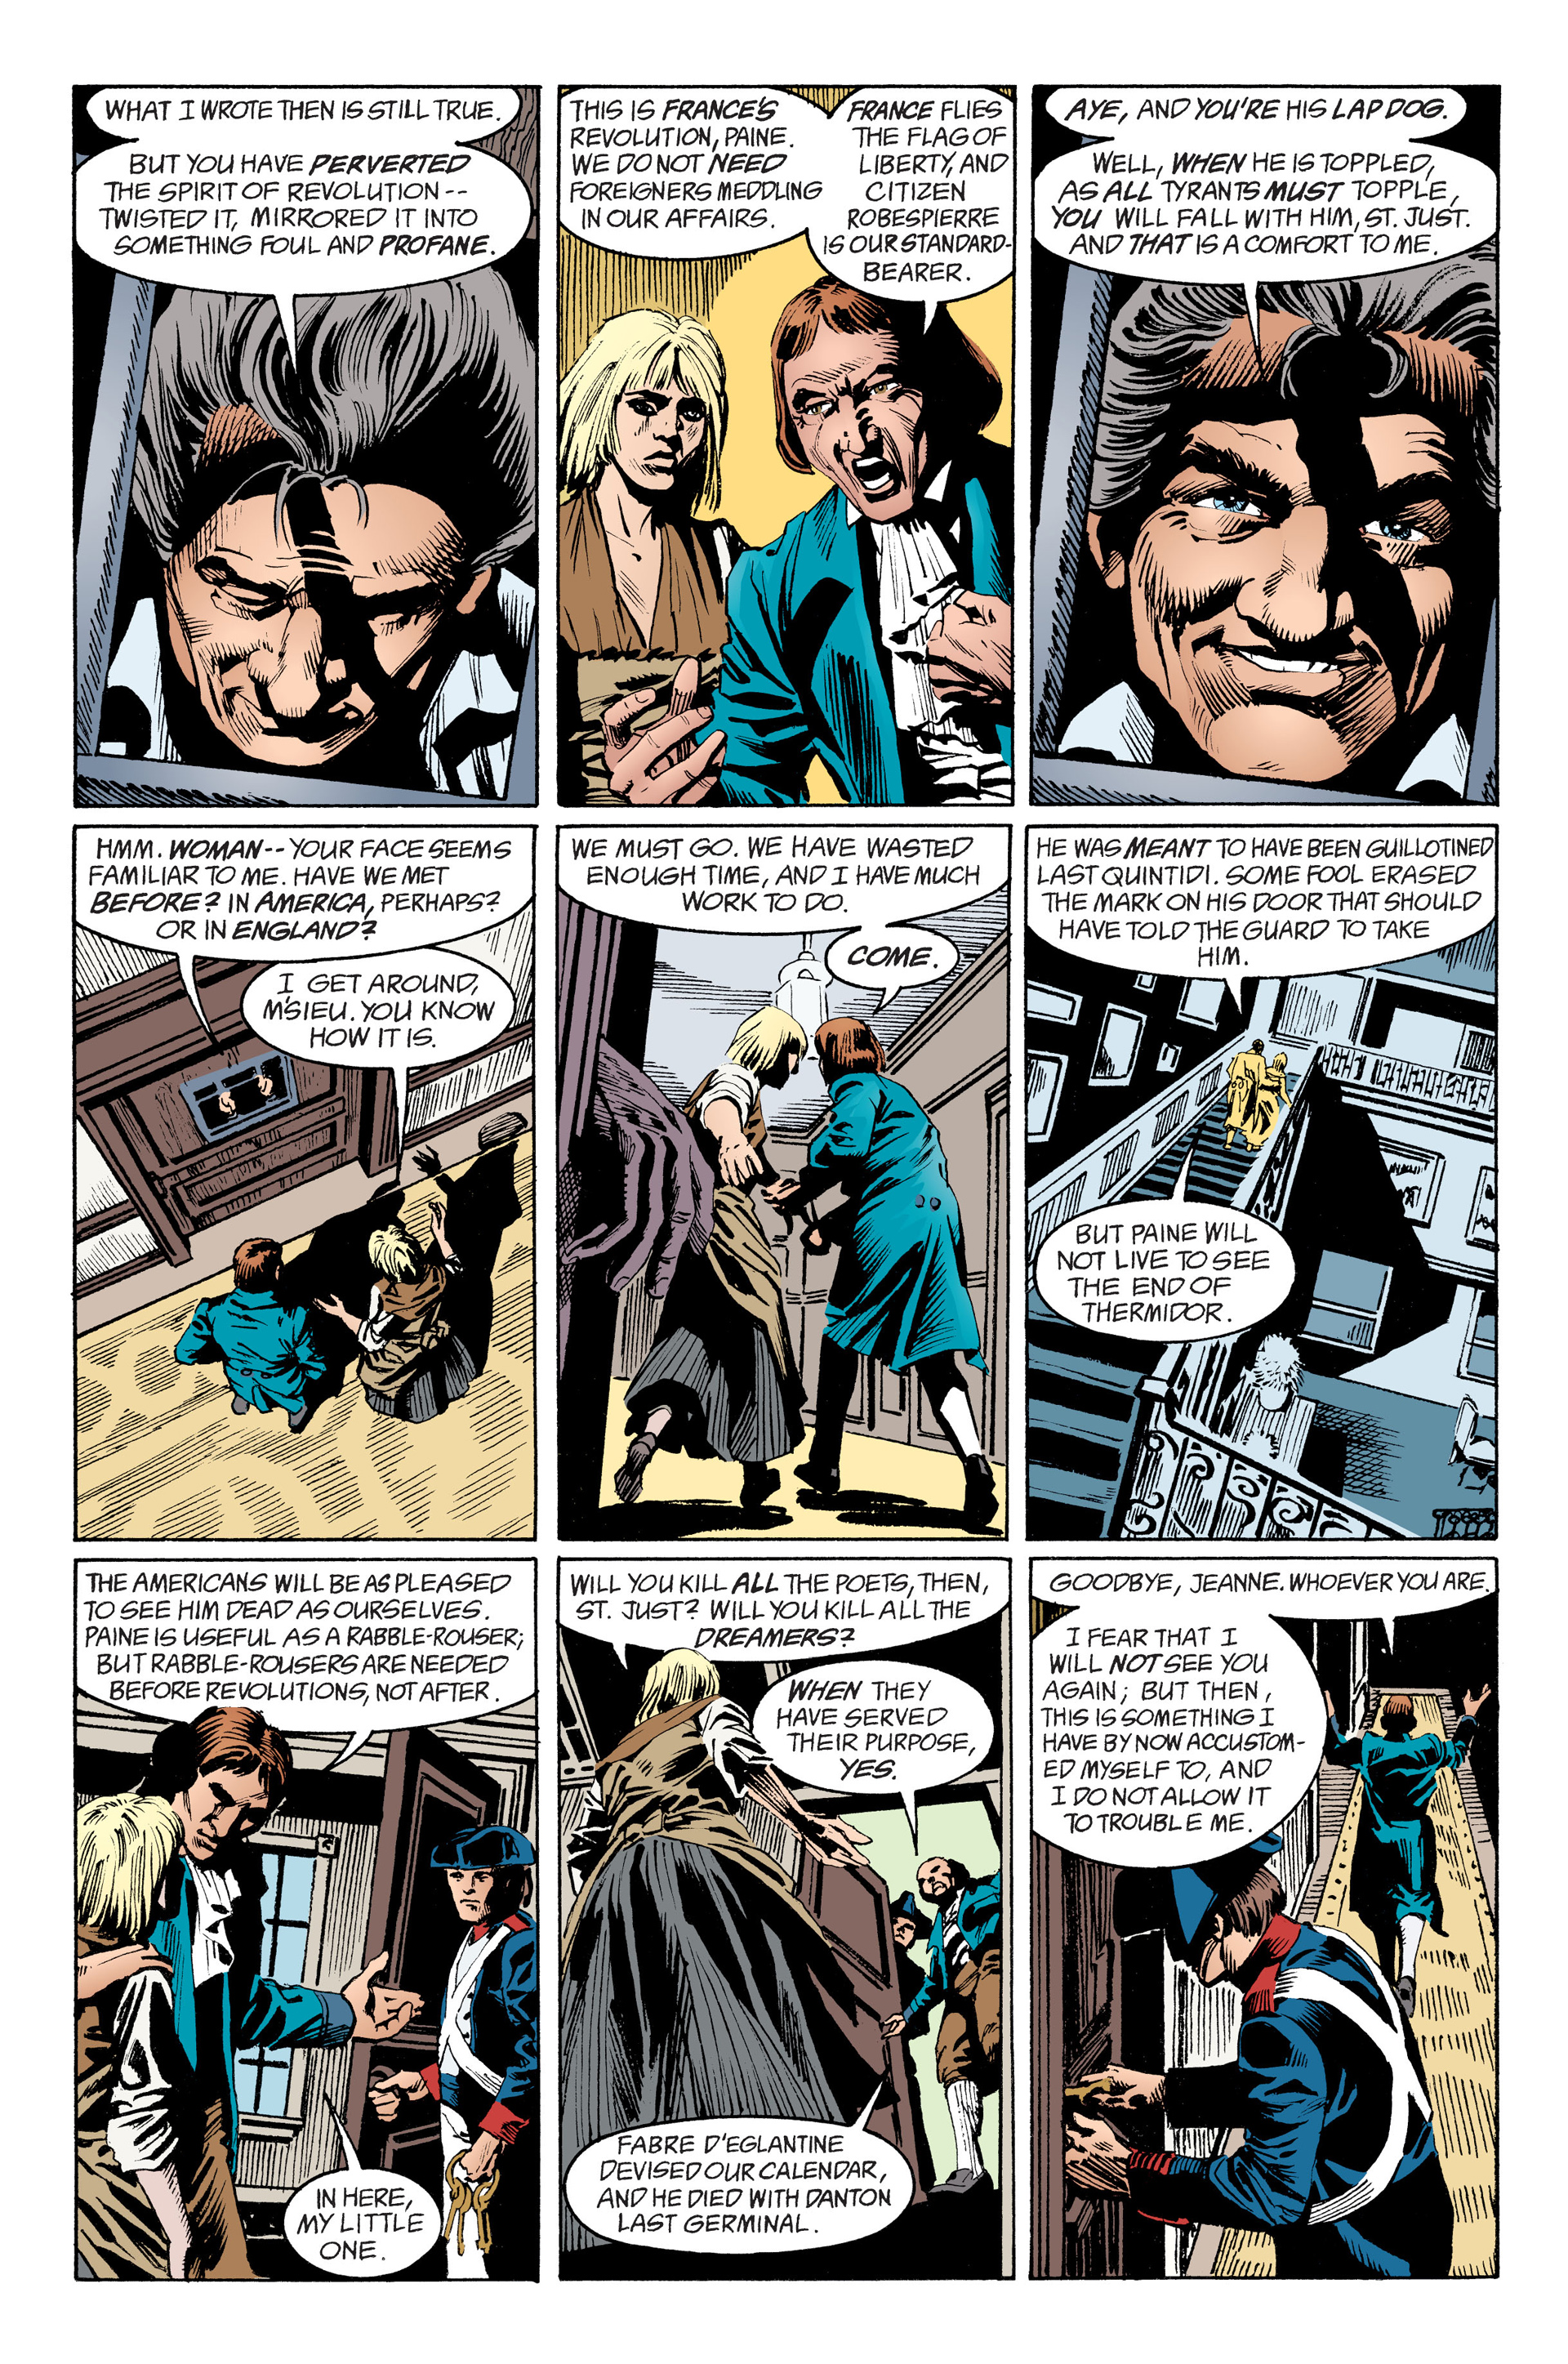 WHAT I WROTE THEN IS STILL TRUE.
BUT YOU HAVE PERVERTED
THE SPIRIT OF REVOLUTION --
TWISTED IT, MIRRORED IT INTO
SOMETHING FOUL AND PROFANE.
THIS IS FRANCE'S
REVOLUTION, PAINE.
WE DO NOT NEED
FOREIGNERS MEDDLING
IN OUR AFFAIRS.
FRANCE FLIES
THE FLAG OF
LIBERTY, AND
CITIZEN
ROBESPIERRE
IS OUR STANDARD-
BEARER.
AYE, AND YOU'RE HIS LAP DOG.
WELL, WHEN HE IS TOPPLED,
AS ALL TYRANTS MUST TOPPLE,
YOU WILL FALL WITH HIM, ST. JUST.
AND THAT IS A COMFORT TO ME.
HMM. WOMAN -- YOUR FACE SEEMS
FAMILIAR TO ME. HAVE WE MET
BEFORE? IN AMERICA, PERHAPS?
OR IN ENGLAND?
I GET AROUND,
M'SIEU. YOU KNOW
HOW IT IS.
WE MUST GO. WE HAVE WASTED
ENOUGH TIME, AND I HAVE MUCH
WORK TO DO.
COME.
HE WAS MEANT TO HAVE BEEN GUILLOTINED
LAST QUINTIDI. SOME FOOL ERASED
THE MARK ON HIS DOOR THAT SHOULD
HAVE TOLD THE GUARD TO TAKE
HIM.
BUT PAINE WILL
NOT LIVE TO SEE
THE END OF
THERMIDOR.
THE AMERICANS WILL BE AS PLEASED
TO SEE HIM DEAD AS OURSELVES.
PAINE IS USEFUL AS A RABBLE-ROUSER;
BUT RABBLE-ROUSERS ARE NEEDED
BEFORE REVOLUTIONS, NOT AFTER.
IN HERE,
MY LITTLE
ONE.
WILL YOU KILL ALL THE POETS, THEN,
ST. JUST? WILL YOU KILL ALL THE
DREAMERS?
WHEN THEY
HAVE SERVED
THEIR PURPOSE,
YES.
FABRE D'EGLANTINE
DEVISED OUR CALENDAR,
AND HE DIED WITH DANTON
LAST GERMINAL.
GOODBYE, JEANNE. WHOEVER YOU ARE.
I FEAR THAT I
WILL NOT SEE YOU
AGAIN; BUT THEN,
THIS IS SOMETHING I
HAVE BY NOW ACCUSTOM-
ED MYSELF TO, AND
I DO NOT ALLOW IT
TO TROUBLE ME.